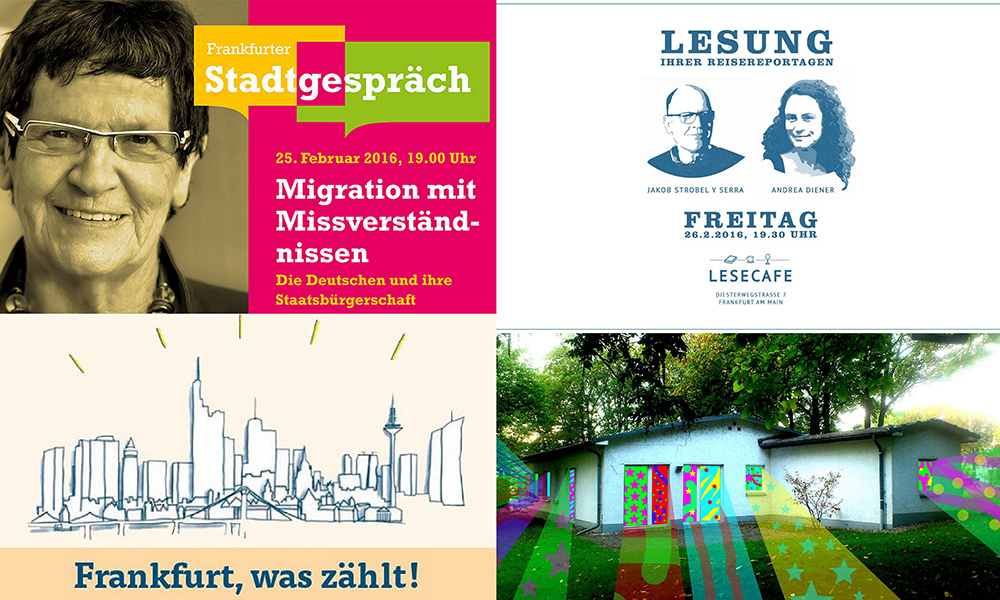 Frankfurter
Stadtgespräch
25. Februar 2016, 19.00 Uhr
Migration mit
Missverständ-
nissen
Die Deutschen und ihre
Staatsbürgerschaft
LESUNG
IHRER REISEREPORTAGEN
JAKOB STROBEL Y SERRA
ANDREA DIENER
FREITAG
26.2.2016, 19.30 UHR
LESECAFE
DIESTERWEGSTRASSE 7
FRANKFURT AM MAIN
Frankfurt, was zählt!